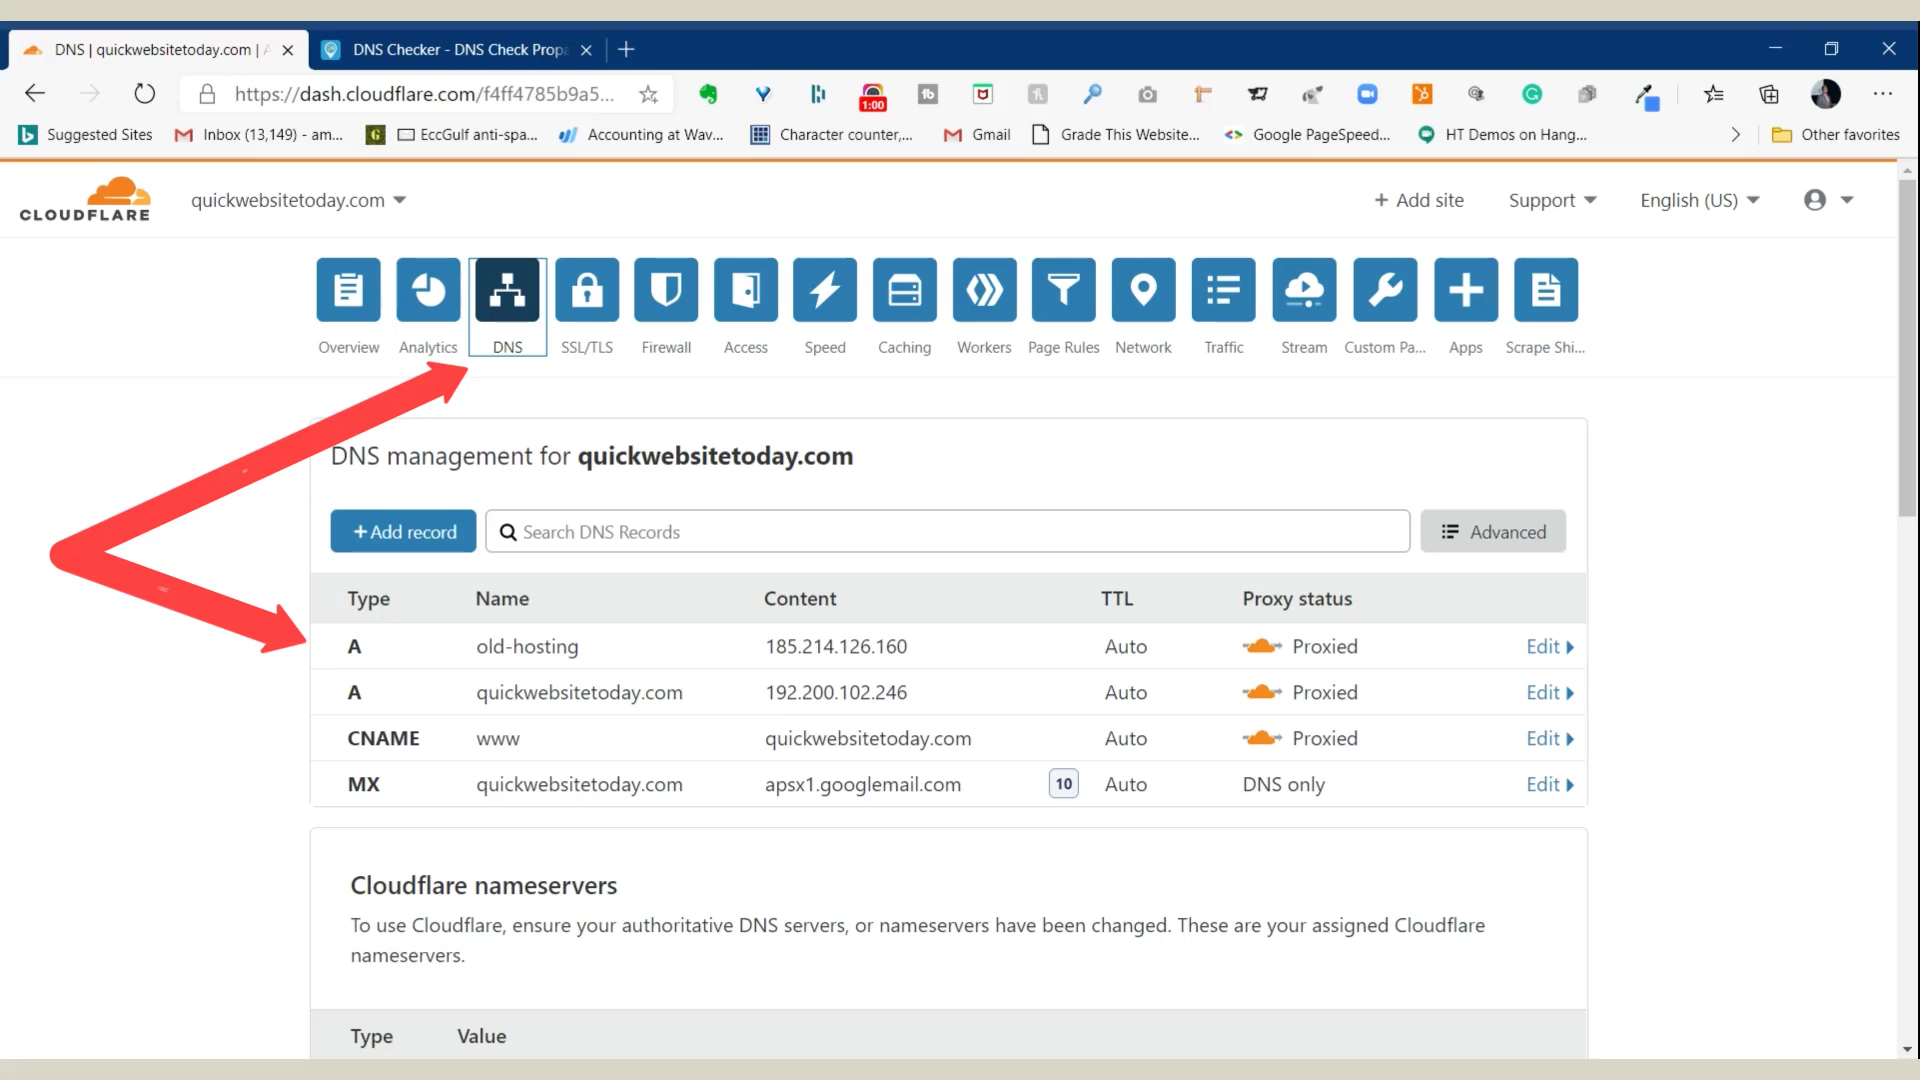 DNS | quickwebsitetoday.com | A
DNS Checker - DNS Check Propa
https://dash.cloudflare.com/f4ff4785b9a5...
1:00
Suggested Sites
Inbox (13,149) - am...
EccGulf anti-spa...
Accounting at Wav...
Character counter,...
Gmail
Grade This Website...
Google PageSpeed...
HT Demos on Hang...
Other favorites
CLOUDFLARE
quickwebsitetoday.com
+ Add site
Support
English (US)
Overview
Analytics
DNS
SSL/TLS
Firewall
Access
Speed
Caching
Workers
Page Rules
Network
Traffic
Stream
Custom Pa...
Apps
Scrape Shi...
DNS management for quickwebsitetoday.com
+ Add record
Search DNS Records
Advanced
Type Name Content TTL Proxy status
A old-hosting 185.214.126.160 Auto Proxied Edit
A quickwebsitetoday.com 192.200.102.246 Auto Proxied Edit
CNAME www quickwebsitetoday.com Auto Proxied Edit
MX quickwebsitetoday.com apsx1.googlemail.com 10 Auto DNS only Edit
Cloudflare nameservers
To use Cloudflare, ensure your authoritative DNS servers, or nameservers have been changed. These are your assigned Cloudflare
nameservers.
Type Value